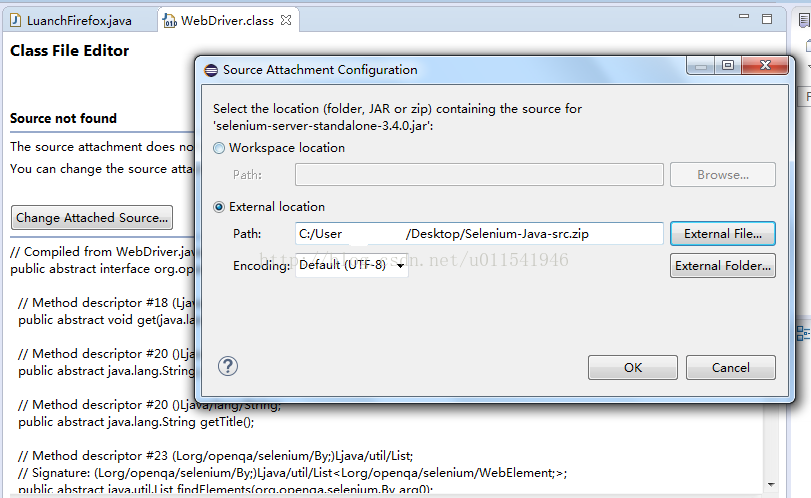 LuanchFirefox.java
WebDriver.class
Class File Editor
Source not found
The source attachment does no
You can change the source atta
Change Attached Source...
// Compiled from WebDriver.jav
public abstract interface org.op
// Method descriptor #18 (Ljav
public abstract void get(java.la
// Method descriptor #20 ()Ljav
public abstract java.lang.String
// Method descriptor #20 ()Ljava/lang/String;
public abstract java.lang.String getTitle();
// Method descriptor #23 (Lorg/openqa/selenium/By;)Ljava/util/List;
// Signature: (Lorg/openqa/selenium/By;)Ljava/util/List<Lorg/openqa/selenium/WebElement;>;
public abstract java.util.List findElements(org.openqa.selenium.By arg0);
Source Attachment Configuration
Select the location (folder, JAR or zip) containing the source for
'selenium-server-standalone-3.4.0.jar':
Workspace location
Path:
Browse...
External location
Path:
C:/User /Desktop/Selenium-Java-src.zip
External File...
Encoding:
Default (UTF-8)
External Folder...
http://blog.csdn.net/u011541946
?
OK
Cancel